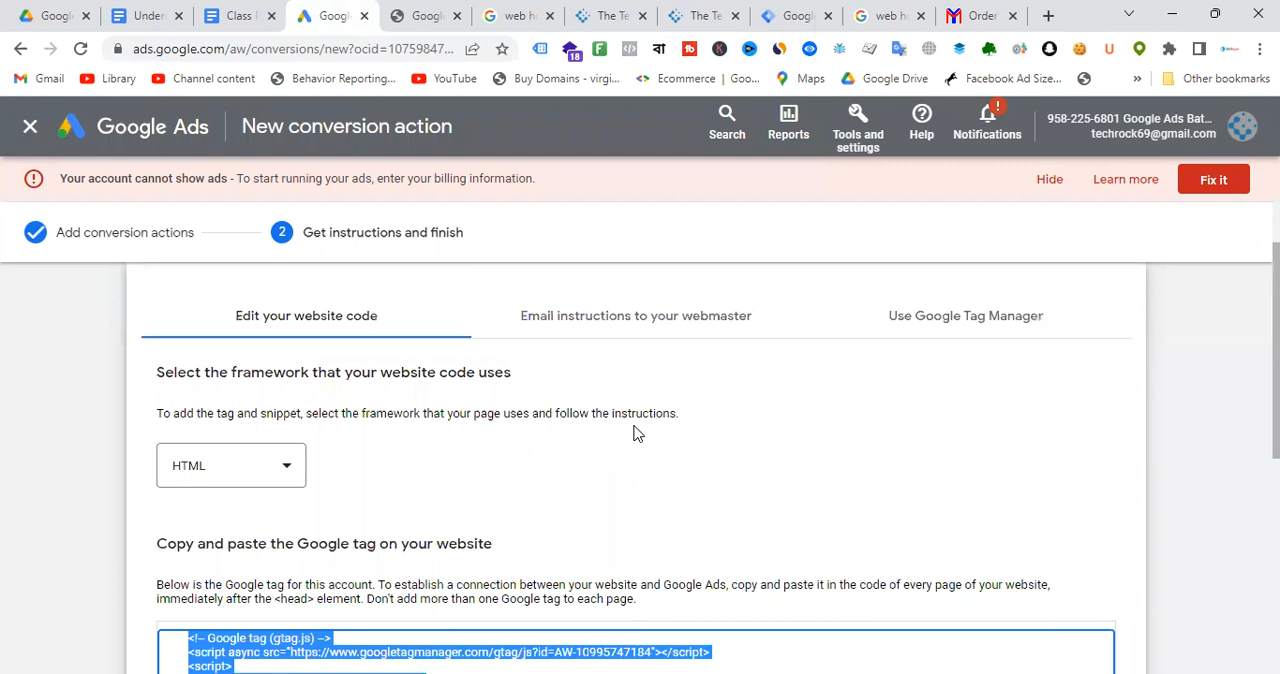 Googl
Unders
Class
Googl
Googl
web ho
The Te
The Te
Googl
web ho
Order
ads.google.com/aw/conversions/new?ocid=10759847...
18
Gmail
Library
Channel content
Behavior Reporting...
YouTube
Buy Domains - virgi...
Ecommerce | Goo...
Maps
Google Drive
Facebook Ad Size...
»
Other bookmarks
Google Ads
New conversion action
Search
Reports
Tools and settings
Help
Notifications
958-225-6801 Google Ads Bat...
techrock69@gmail.com
Your account cannot show ads - To start running your ads, enter your billing information.
Hide
Learn more
Fix it
Add conversion actions
2
Get instructions and finish
Edit your website code
Email instructions to your webmaster
Use Google Tag Manager
Select the framework that your website code uses
To add the tag and snippet, select the framework that your page uses and follow the instructions.
HTML
Copy and paste the Google tag on your website
Below is the Google tag for this account. To establish a connection between your website and Google Ads, copy and paste it in the code of every page of your website,
immediately after the <head> element. Don't add more than one Google tag to each page.
<!-- Google tag (gtag.js) -->
<script async src="https://www.googletagmanager.com/gtag/js?id=AW-10995747184"></script>
<script>